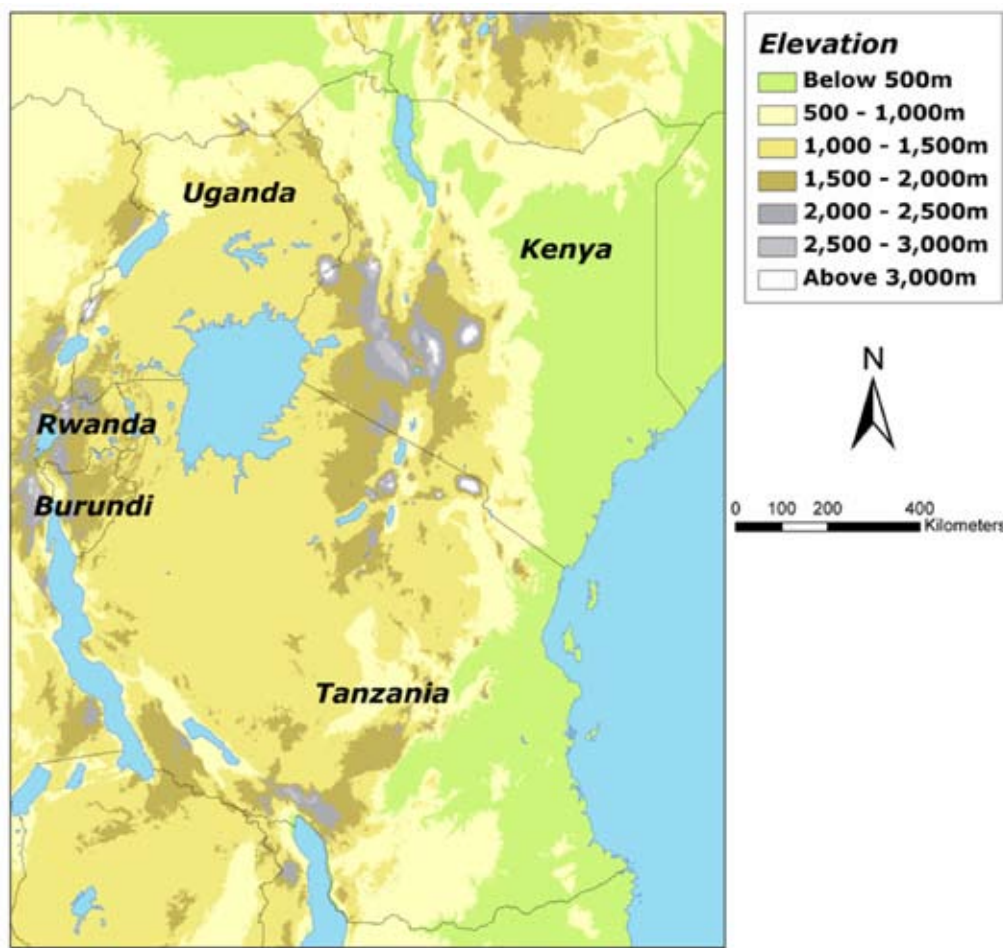 Uganda
Kenya
Rwanda
Burundi
Tanzania
Elevation
Below 500m
500 - 1,000m
1,000 - 1,500m
1,500 - 2,000m
2,000 - 2,500m
2,500 - 3,000m
Above 3,000m
N
0 100 200 400
Kilometers